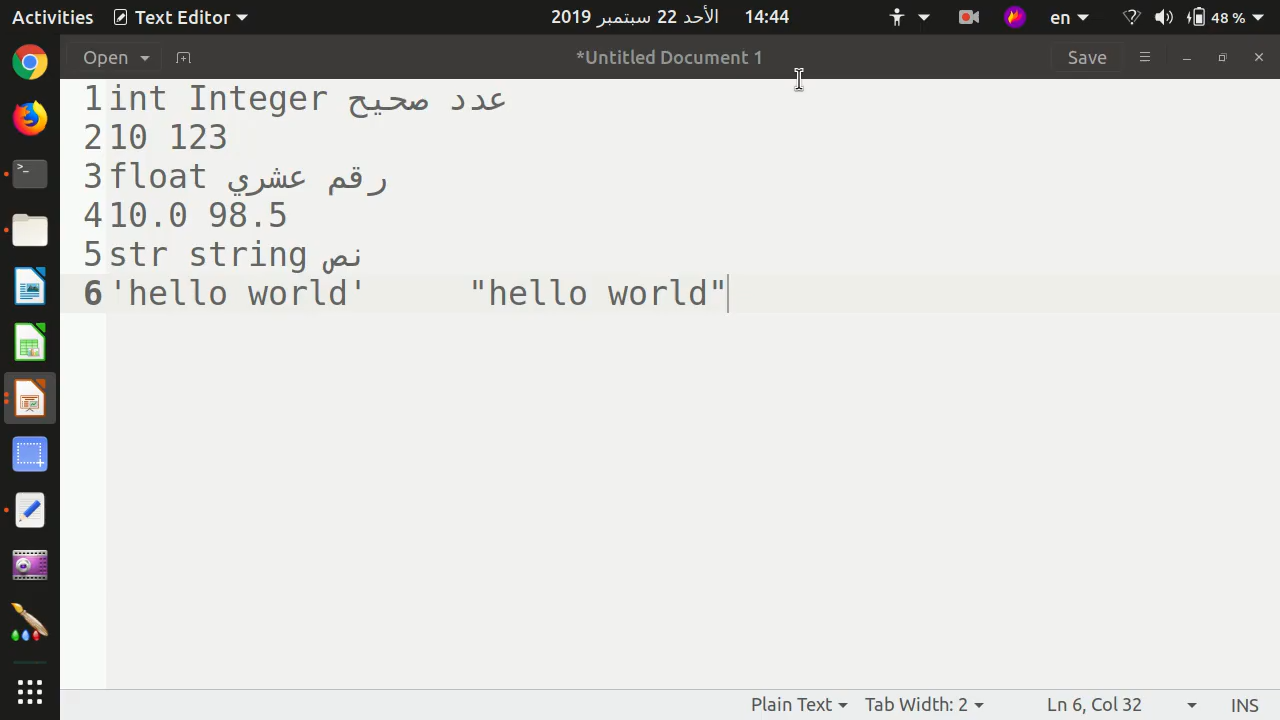 Activities Text Editor الأحد 22 سبتمبر 2019 14:44 en 48 %
Open *Untitled Document 1 Save
1 int Integer عدد صحيح
2 10 123
3 float رقم عشري
4 10.0 98.5
5 str string نص
6 'hello world' "hello world"
Plain Text Tab Width: 2 Ln 6, Col 32 INS